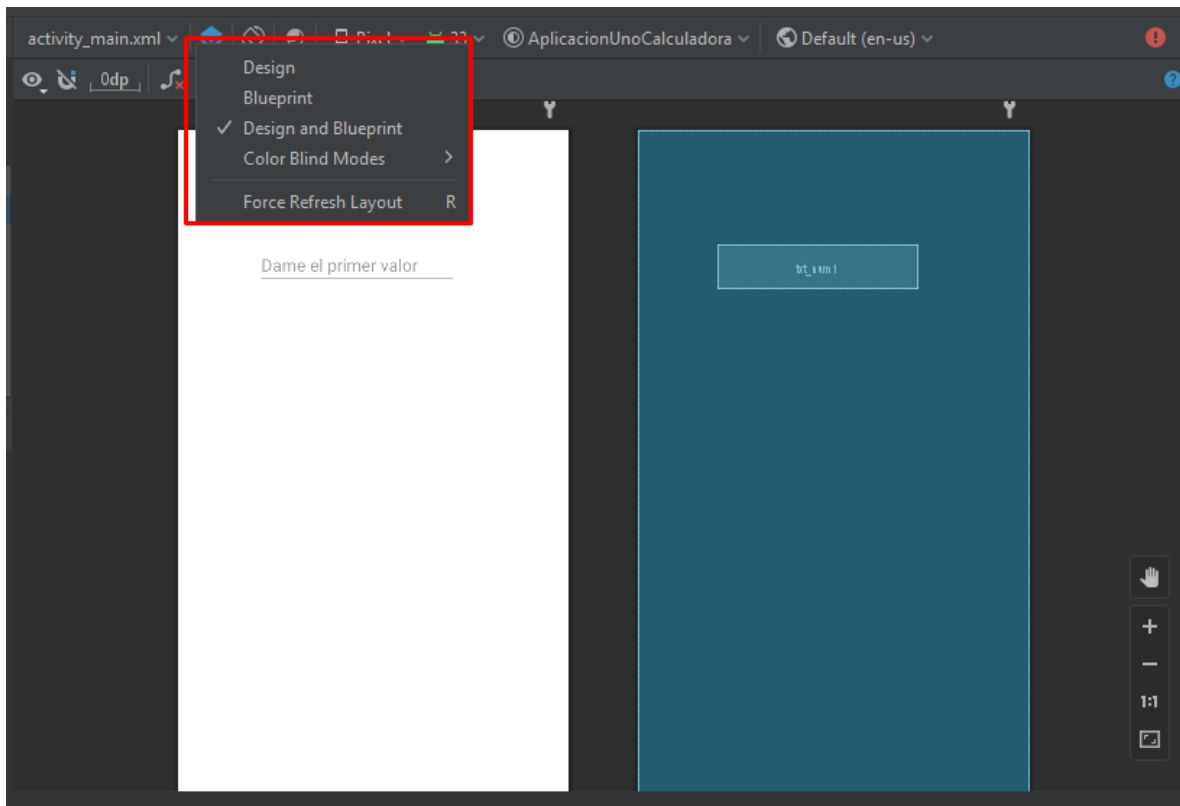 activity_main.xml
33 AplicacionUnoCalculadora Default (en-us)
0dp
Design
Blueprint
Design and Blueprint
Color Blind Modes
Force Refresh Layout R
Dame el primer valor
1:1